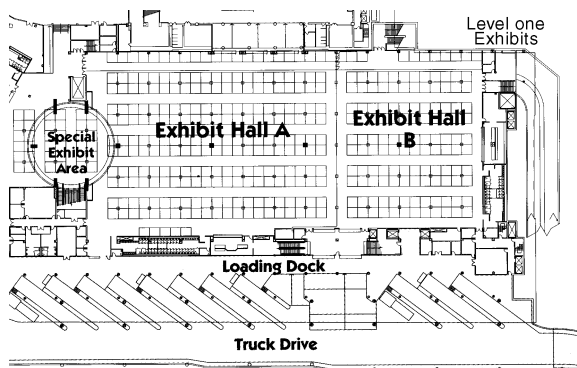 Level one
Exhibits
Exhibit Hall A
Exhibit Hall
B
Special
Exhibit
Area
Loading Dock
Truck Drive